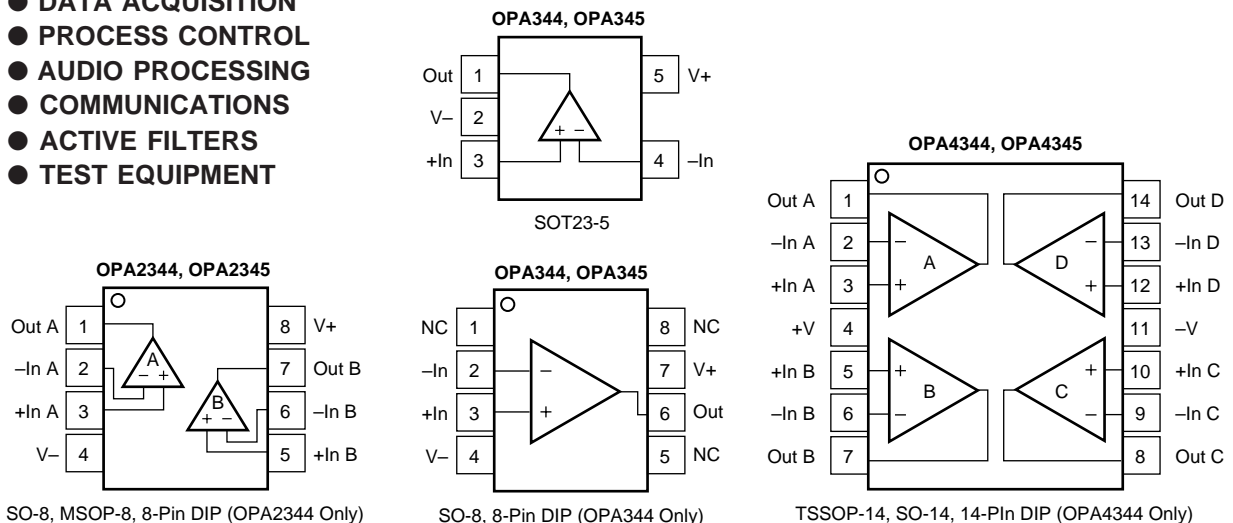 ● DATA ACQUISITION
● PROCESS CONTROL
● AUDIO PROCESSING
● COMMUNICATIONS
● ACTIVE FILTERS
● TEST EQUIPMENT
OPA344, OPA345
Out 1 5 V+
V– 2
+In 3 4 –In
+ –
SOT23-5
OPA2344, OPA2345
Out A 1 8 V+
–In A 2 7 Out B
+In A 3 6 –In B
V– 4 5 +In B
A
– +
B
+ –
SO-8, MSOP-8, 8-Pin DIP (OPA2344 Only)
OPA344, OPA345
NC 1 8 NC
–In 2 – 7 V+
+In 3 + 6 Out
V– 4 5 NC
SO-8, 8-Pin DIP (OPA344 Only)
OPA4344, OPA4345
Out A 1 14 Out D
–In A 2 – – 13 –In D
A D
+In A 3 + + 12 +In D
+V 4 11 –V
+In B 5 + + 10 +In C
B C
–In B 6 – – 9 –In C
Out B 7 8 Out C
TSSOP-14, SO-14, 14-PIn DIP (OPA4344 Only)